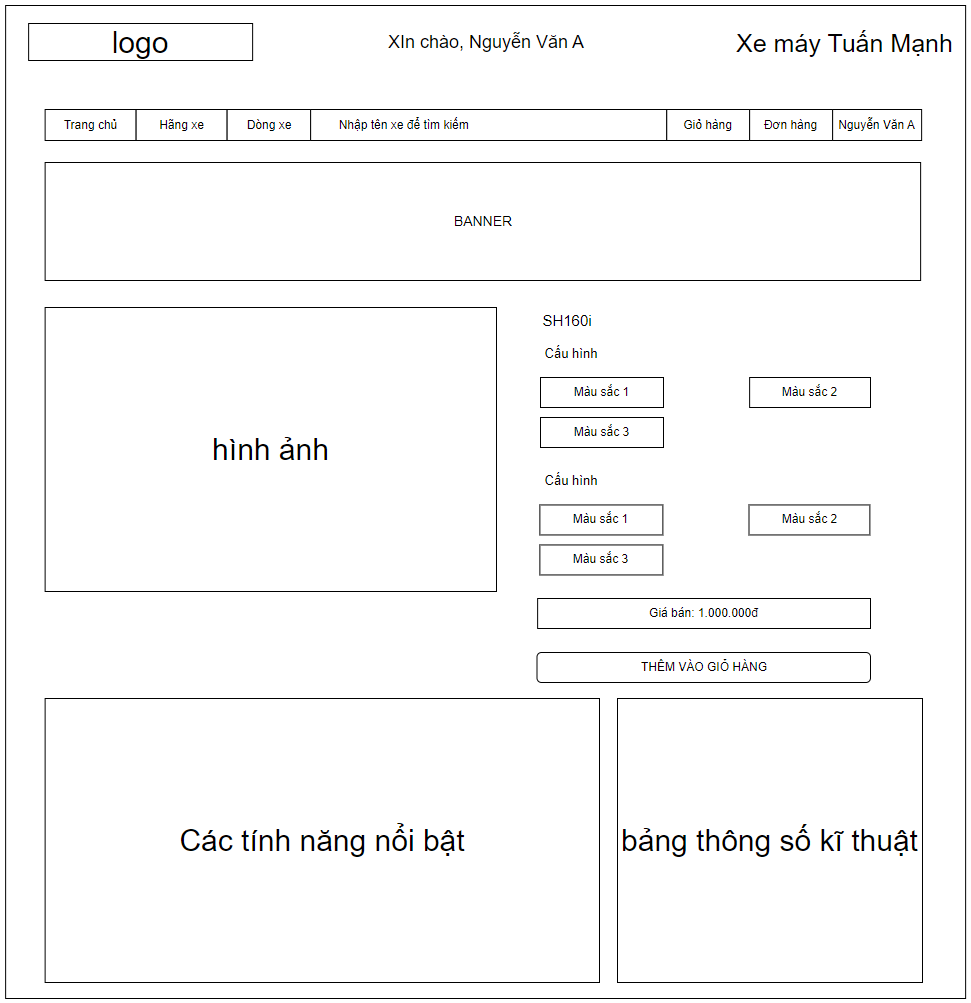 logo
XIn chào, Nguyễn Văn A
Xe máy Tuấn Mạnh
Trang chủ
Hãng xe
Dòng xe
Nhập tên xe để tìm kiếm
Giỏ hàng
Đơn hàng
Nguyễn Văn A
BANNER
hình ảnh
SH160i
Cấu hình
Màu sắc 1
Màu sắc 2
Màu sắc 3
Cấu hình
Màu sắc 1
Màu sắc 2
Màu sắc 3
Giá bán: 1.000.000đ
THÊM VÀO GIỎ HÀNG
Các tính năng nổi bật
bảng thông số kĩ thuật